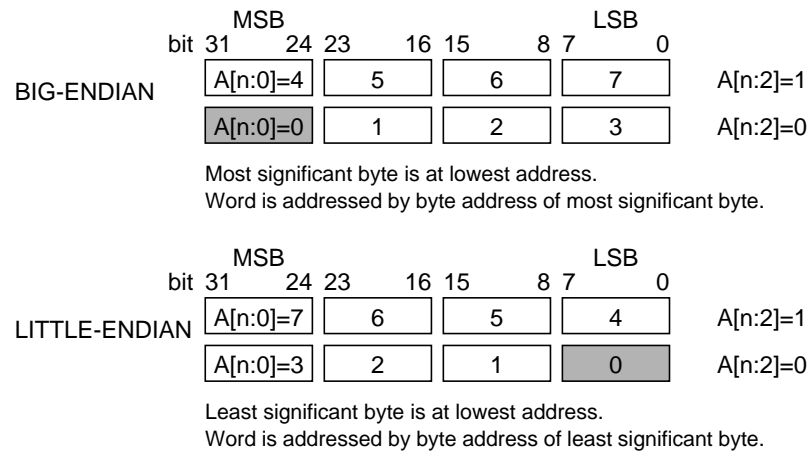 MSB LSB
bit 31 24 23 16 15 8 7 0
BIG-ENDIAN A[n:0]=4 5 6 7 A[n:2]=1
A[n:0]=0 1 2 3 A[n:2]=0
Most significant byte is at lowest address.
Word is addressed by byte address of most significant byte.
MSB LSB
bit 31 24 23 16 15 8 7 0
LITTLE-ENDIAN A[n:0]=7 6 5 4 A[n:2]=1
A[n:0]=3 2 1 0 A[n:2]=0
Least significant byte is at lowest address.
Word is addressed by byte address of least significant byte.